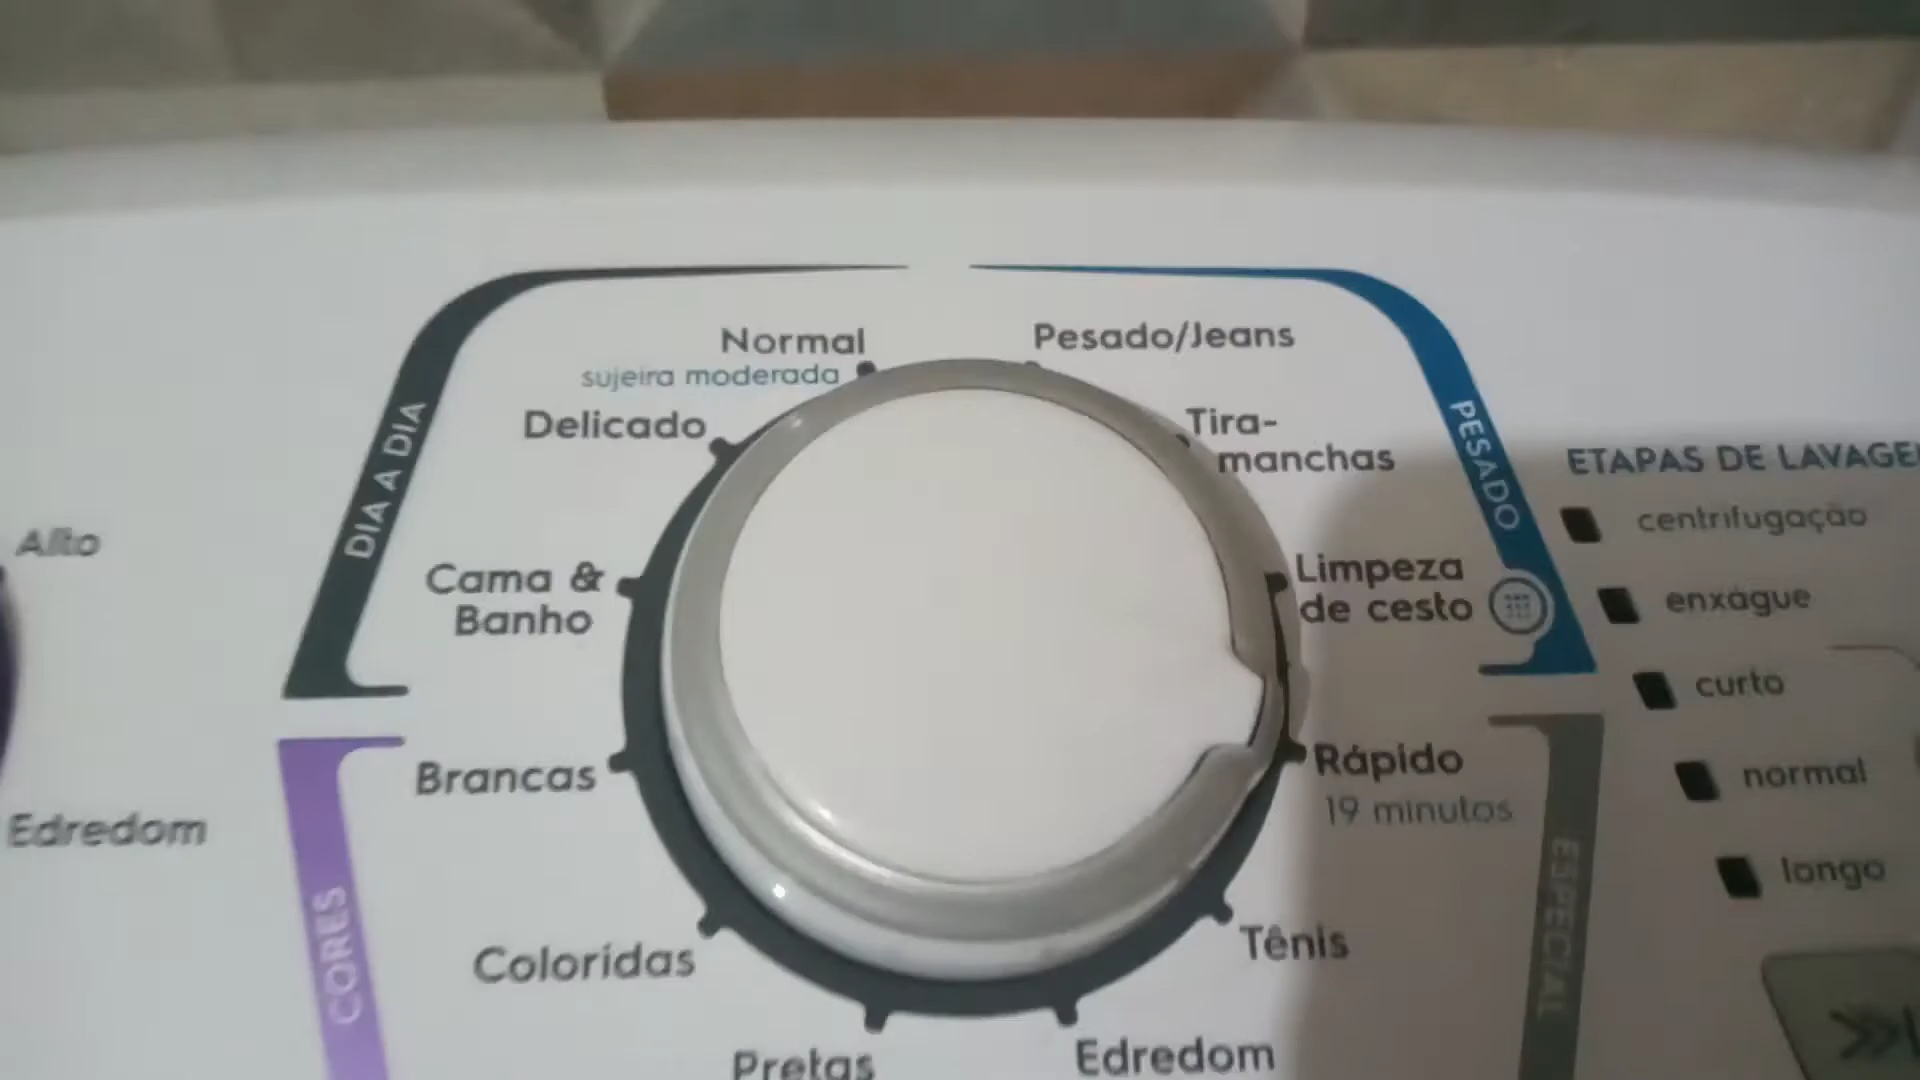 Normal
sujeira moderada
Pesado/Jeans
Delicado
Tira-
manchas
DIA A DIA
PESADO
ETAPAS DE LAVAGE
Alto
centrifugação
Cama &
Banho
Limpeza
de cesto
enxágue
curto
Brancas
Rápido
19 minutos
normal
Edredom
longo
CORES
ESPECIAL
Coloridas
Tênis
Pretas
Edredom